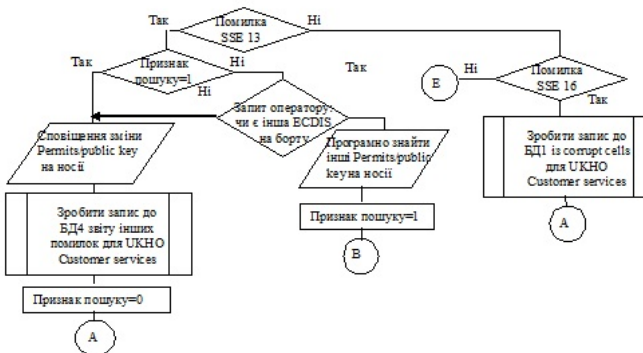 Так
Помилка
SSE 13
Ні
Так
Признак
пошуку=1
Ні
Ні
Так
Запит оператору:
чи є інша ECDIS
на борту
Е
Ні
Помилка
SSE 16
Так
Сповіщення зміни
Permits/public key
на носії
Програмно знайти
інші Permits/public
key на носії
Зробити запис до
БД1 is corrupt cells
для UKHO
Customer services
А
Зробити запис до
БД4 звіту інших
помилок для UKHO
Customer services
Признак пошуку=1
В
Признак пошуку=0
А